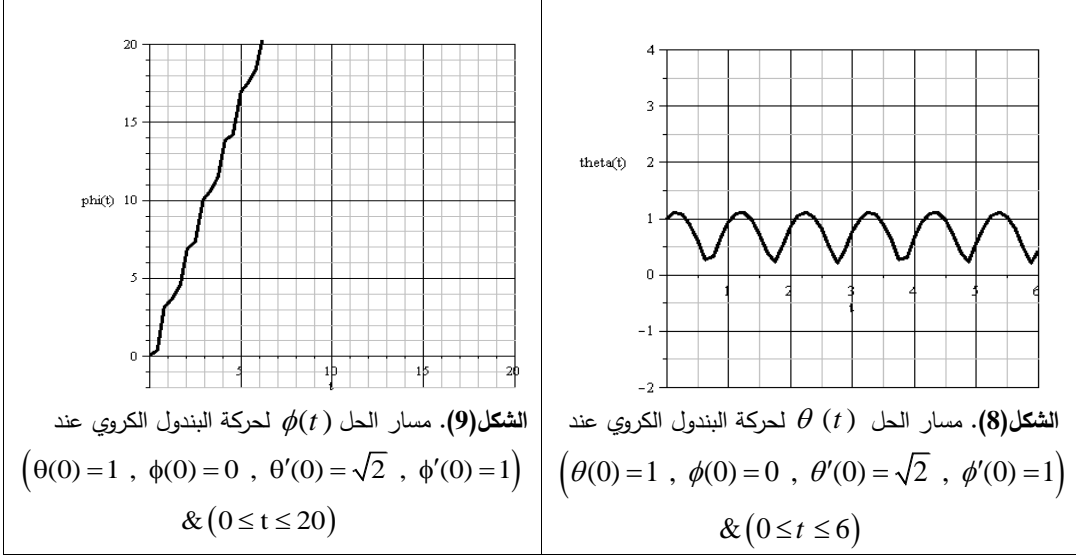 4
3
theta(t) 2
1
0
1 2 3 4 5 6
t
-1
-2
الشكل(8). مسار الحل θ (t) لحركة البندول الكروي عند
(θ(0) = 1 , ϕ(0) = 0 , θ′(0) = √2 , ϕ′(0) = 1)
& (0 ≤ t ≤ 6)
20
15
phi(t) 10
5
0
5 10 15 20
t
الشكل(9). مسار الحل ϕ(t) لحركة البندول الكروي عند
(θ(0) = 1 , ϕ(0) = 0 , θ′(0) = √2 , ϕ′(0) = 1)
& (0 ≤ t ≤ 20)